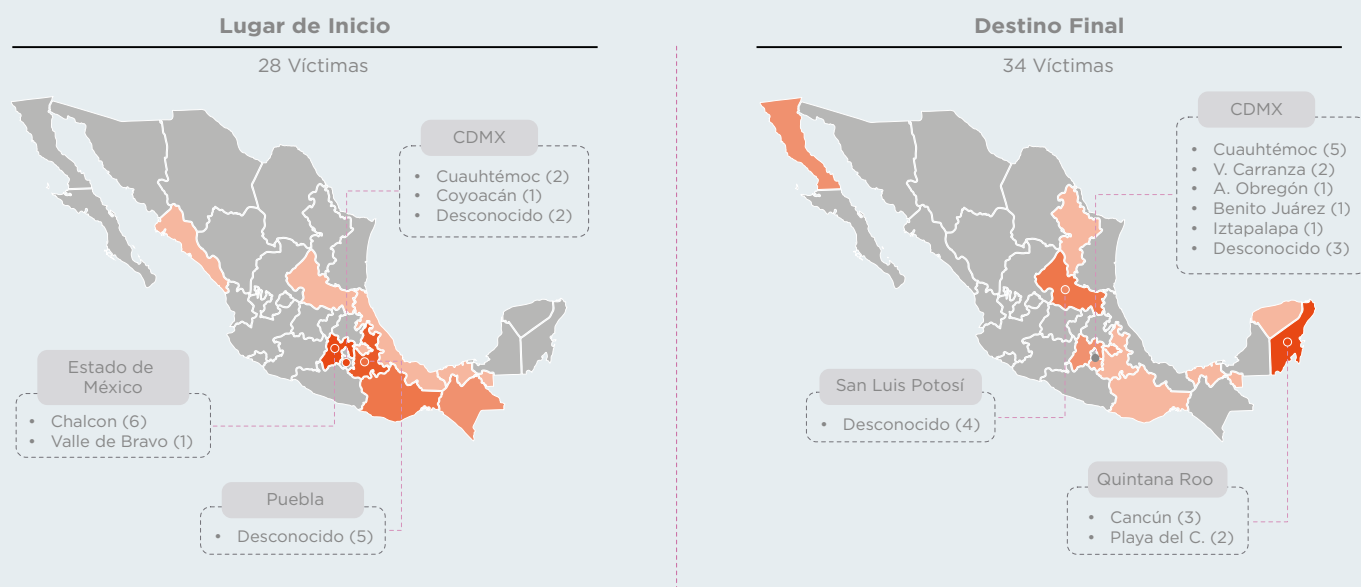 Lugar de Inicio
28 Víctimas
CDMX
• Cuauhtémoc (2)
• Coyoacán (1)
• Desconocido (2)
Estado de
México
• Chalcon (6)
• Valle de Bravo (1)
Puebla
• Desconocido (5)
Destino Final
34 Víctimas
CDMX
• Cuauhtémoc (5)
• V. Carranza (2)
• A. Obregón (1)
• Benito Juárez (1)
• Iztapalapa (1)
• Desconocido (3)
San Luis Potosí
• Desconocido (4)
Quintana Roo
• Cancún (3)
• Playa del C. (2)